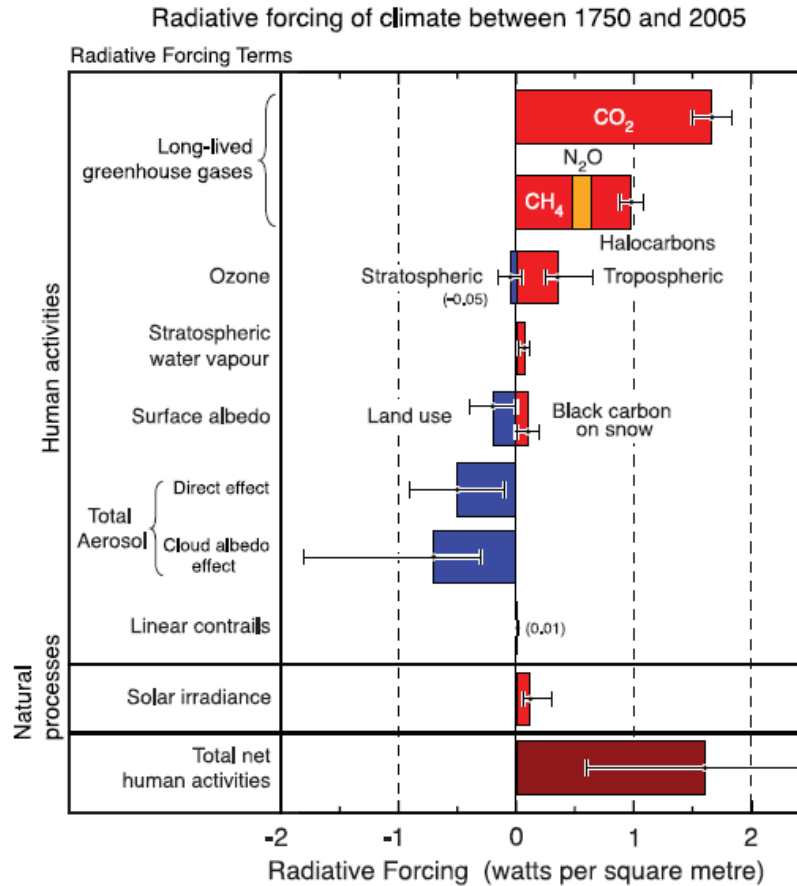 Radiative forcing of climate between 1750 and 2005
Radiative Forcing Terms
Human activities
Long-lived
greenhouse gases
CO₂
N₂O
CH₄
Halocarbons
Ozone
Stratospheric
(-0.05)
Tropospheric
Stratospheric
water vapour
Surface albedo
Land use
Black carbon
on snow
Total
Aerosol
Direct effect
Cloud albedo
effect
Linear contrails
(0.01)
Natural
processes
Solar irradiance
Total net
human activities
-2 -1 0 1 2
Radiative Forcing (watts per square metre)